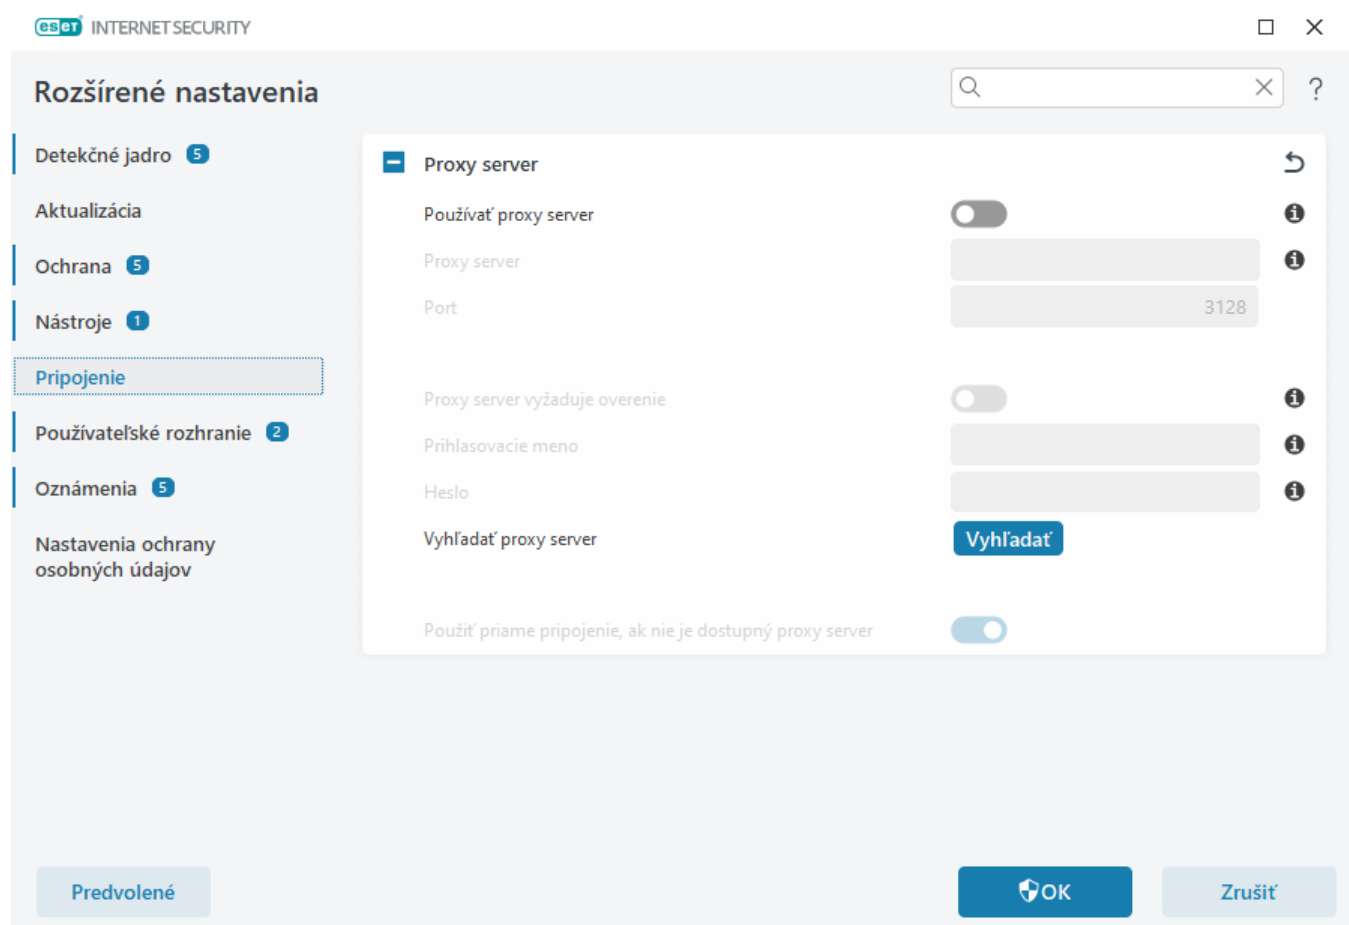 eset INTERNET SECURITY
Rozšírené nastavenia
?
Detekčné jadro 5
Aktualizácia
Ochrana 5
Nástroje 1
Pripojenie
Používateľské rozhranie 2
Oznámenia 5
Nastavenia ochrany
osobných údajov
Proxy server
Používať proxy server
Proxy server
Port 3128
Proxy server vyžaduje overenie
Prihlasovacie meno
Heslo
Vyhľadať proxy server Vyhľadať
Použiť priame pripojenie, ak nie je dostupný proxy server
Predvolené
OK
Zrušiť